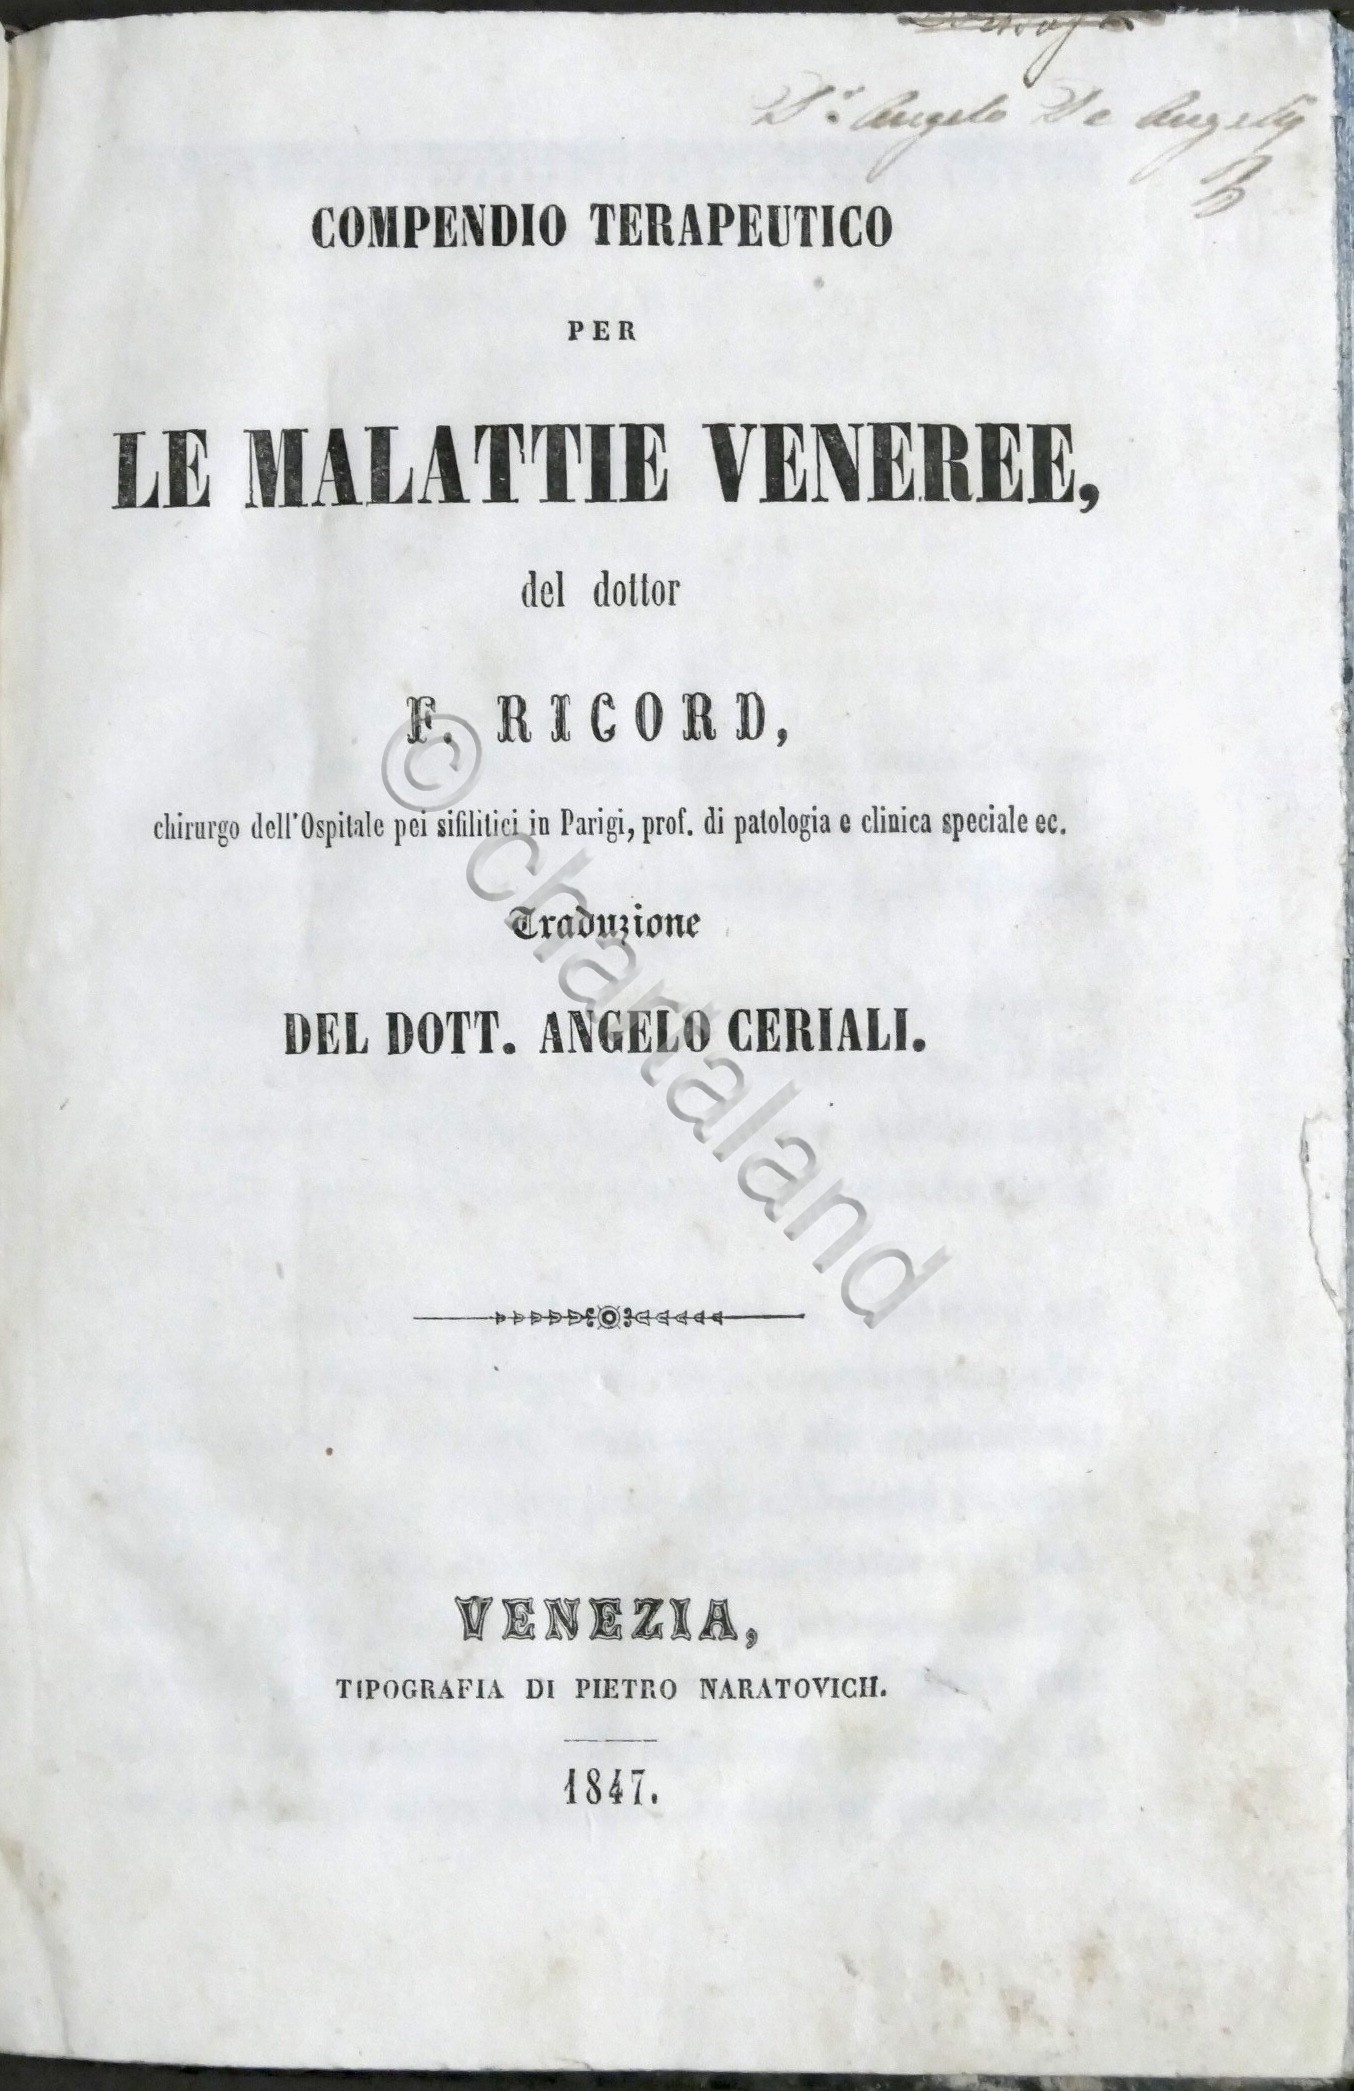 Dr. Angelo De Angelis
COMPENDIO TERAPEUTICO
PER
LE MALATTIE VENEREE,
del dottor
F. RICORD,
chirurgo dell'Ospitale pei sifilitici in Parigi, prof. di patologia e clinica speciale ec.
Traduzione
DEL DOTT. ANGELO CERIALI.
VENEZIA,
TIPOGRAFIA DI PIETRO NARATOVICH.
1847.
© chartaland